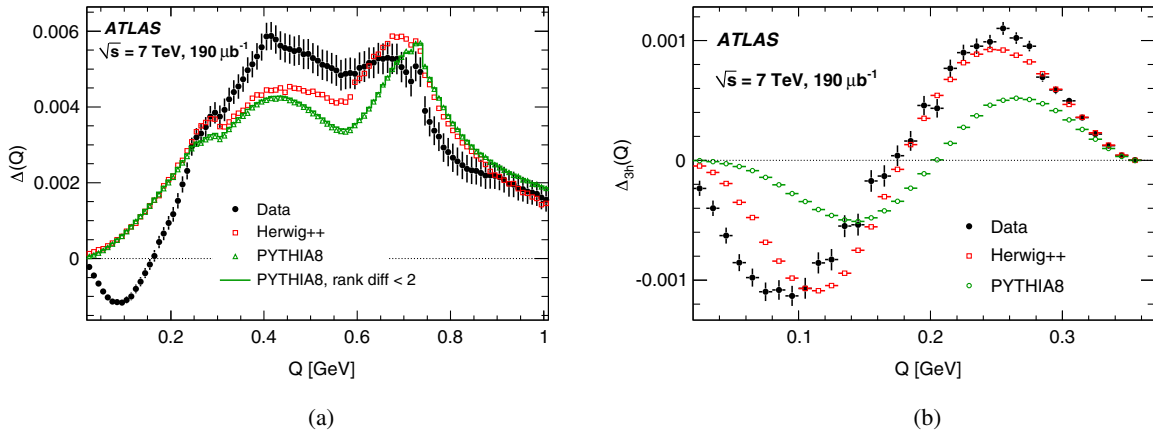 0.006
0.004
0.002
0
Δ(Q)
ATLAS
√s = 7 TeV, 190 μb⁻¹
Data
Herwig++
PYTHIA8
PYTHIA8, rank diff < 2
0.2 0.4 0.6 0.8 1
Q [GeV]
(a)
0.001
0
-0.001
Δ₃ₕ(Q)
ATLAS
√s = 7 TeV, 190 μb⁻¹
Data
Herwig++
PYTHIA8
0.1 0.2 0.3
Q [GeV]
(b)